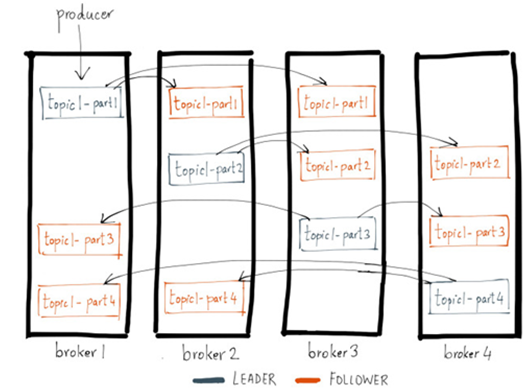 producer
topic1-part1
topic1-part1
topic1-part1
topic1-part2
topic1-part2
topic1-part2
topic1-part3
topic1-part3
topic1-part3
topic1-part4
topic1-part4
topic1-part4
broker 1
broker 2
broker 3
broker 4
LEADER
FOLLOWER